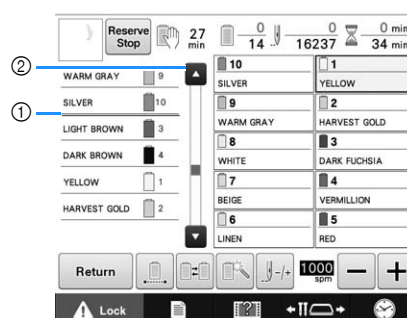 Reserve Stop
27 min
0 14
0 16237
0 min 34 min
②
①
WARM GRAY 9
SILVER 10
LIGHT BROWN 3
DARK BROWN 4
YELLOW 1
HARVEST GOLD 2
10 SILVER
1 YELLOW
9 WARM GRAY
2 HARVEST GOLD
8 WHITE
3 DARK FUCHSIA
7 BEIGE
4 VERMILLION
6 LINEN
5 RED
Return
-/+
1000 spm
−
+
Lock
?